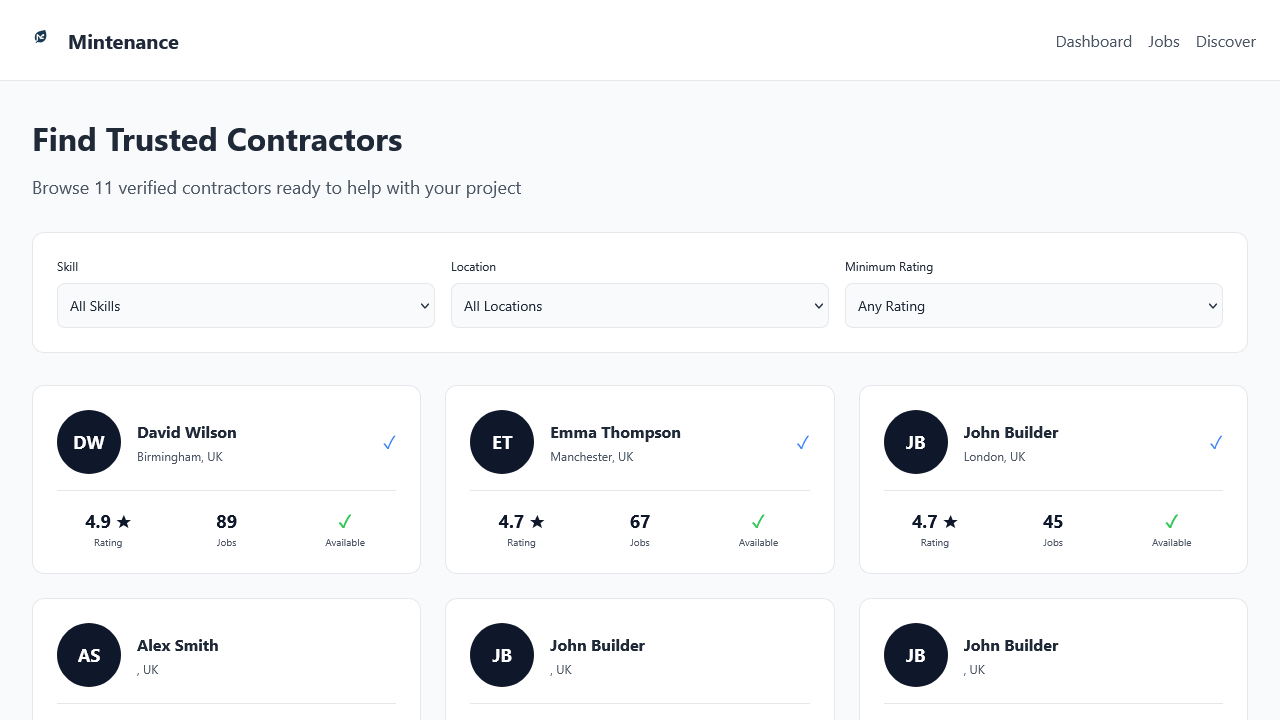 Mintenance
Dashboard Jobs Discover
Find Trusted Contractors
Browse 11 verified contractors ready to help with your project
Skill Location Minimum Rating
All Skills All Locations Any Rating
DW David Wilson ✓
Birmingham, UK
4.9 ★ 89 ✓
Rating Jobs Available
ET Emma Thompson ✓
Manchester, UK
4.7 ★ 67 ✓
Rating Jobs Available
JB John Builder ✓
London, UK
4.7 ★ 45 ✓
Rating Jobs Available
AS Alex Smith
, UK
JB John Builder
, UK
JB John Builder
, UK